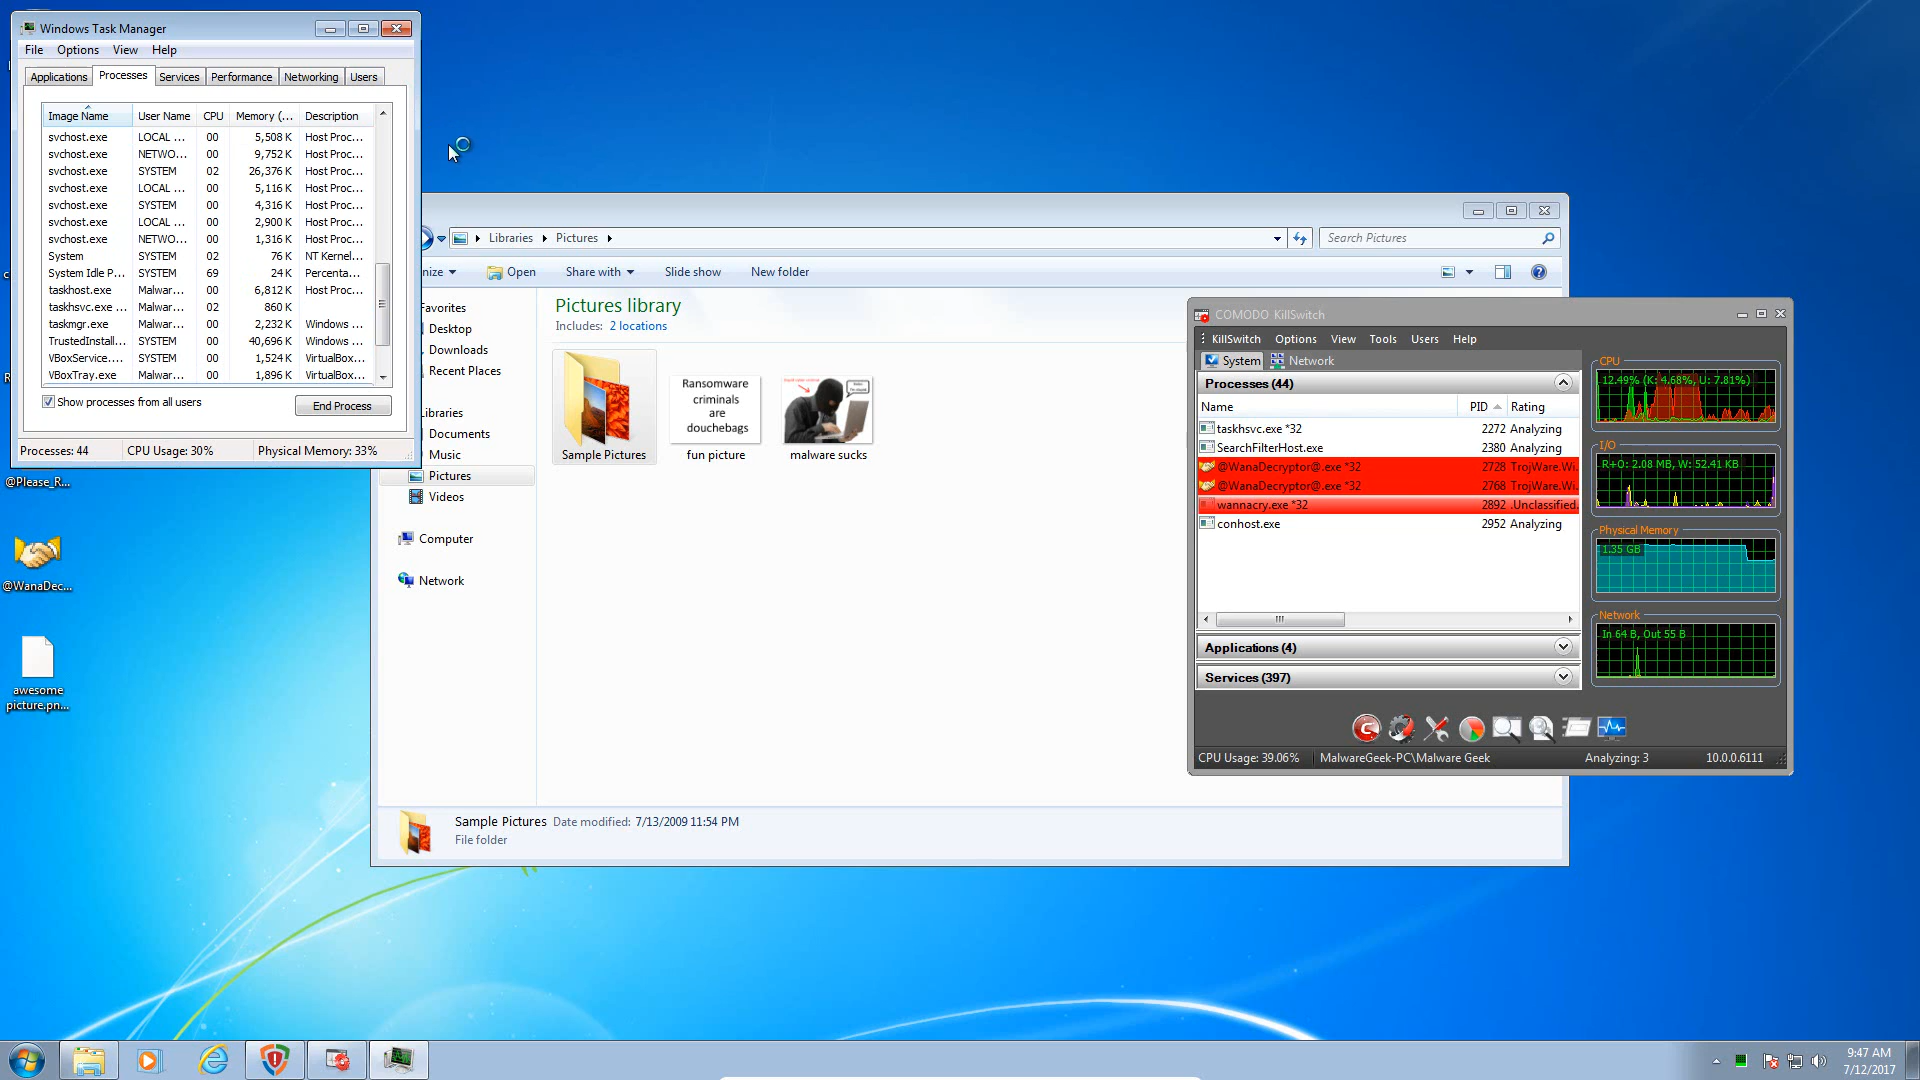 Windows Task Manager
File Options View Help
Applications Processes Services Performance Networking Users
Image Name User Name CPU Memory (... Description
svchost.exe LOCAL ... 00 5,508 K Host Proc...
svchost.exe NETWO... 00 9,752 K Host Proc...
svchost.exe SYSTEM 02 26,376 K Host Proc...
svchost.exe LOCAL ... 00 5,116 K Host Proc...
svchost.exe SYSTEM 00 4,316 K Host Proc...
svchost.exe LOCAL ... 00 2,900 K Host Proc...
svchost.exe NETWO... 00 1,316 K Host Proc...
System SYSTEM 02 76 K NT Kernel...
System Idle P... SYSTEM 69 24 K Percenta...
taskhost.exe Malwar... 00 6,812 K Host Proc...
taskhsvc.exe ... Malwar... 02 860 K
taskmgr.exe Malwar... 00 2,232 K Windows ...
TrustedInstall... SYSTEM 00 40,696 K Windows ...
VBoxService.... SYSTEM 00 1,524 K VirtualBox...
VBoxTray.exe Malwar... 00 1,896 K VirtualBox...
Show processes from all users End Process
Processes: 44 CPU Usage: 30% Physical Memory: 33%
@Please_R...
@WanaDec...
awesome
picture.pn...
Libraries Pictures
Search Pictures
nize Open Share with Slide show New folder
avorites
Desktop
Downloads
Recent Places
ibraries
Documents
Music
Pictures
Videos
Computer
Network
Pictures library
Includes: 2 locations
Sample Pictures
Ransomware
criminals
are
douchebags
fun picture
malware sucks
Sample Pictures Date modified: 7/13/2009 11:54 PM
File folder
COMODO KillSwitch
KillSwitch Options View Tools Users Help
System Network
Processes (44)
Name PID Rating
taskhsvc.exe *32 2272 Analyzing
SearchFilterHost.exe 2380 Analyzing
@WanaDecryptor@.exe *32 2728 TrojWare.Wi.
@WanaDecryptor@.exe *32 2768 TrojWare.Wi.
wannacry.exe *32 2892 .Unclassified.
conhost.exe 2952 Analyzing
Applications (4)
Services (397)
CPU
12.49% (K: 4.68%, U: 7.81%)
I/O
R+O: 2.08 MB, W: 52.41 KB
Physical Memory
1.35 GB
Network
In 64 B, Out 55 B
CPU Usage: 39.06% MalwareGeek-PC\Malware Geek Analyzing: 3 10.0.0.6111
9:47 AM
7/12/2017